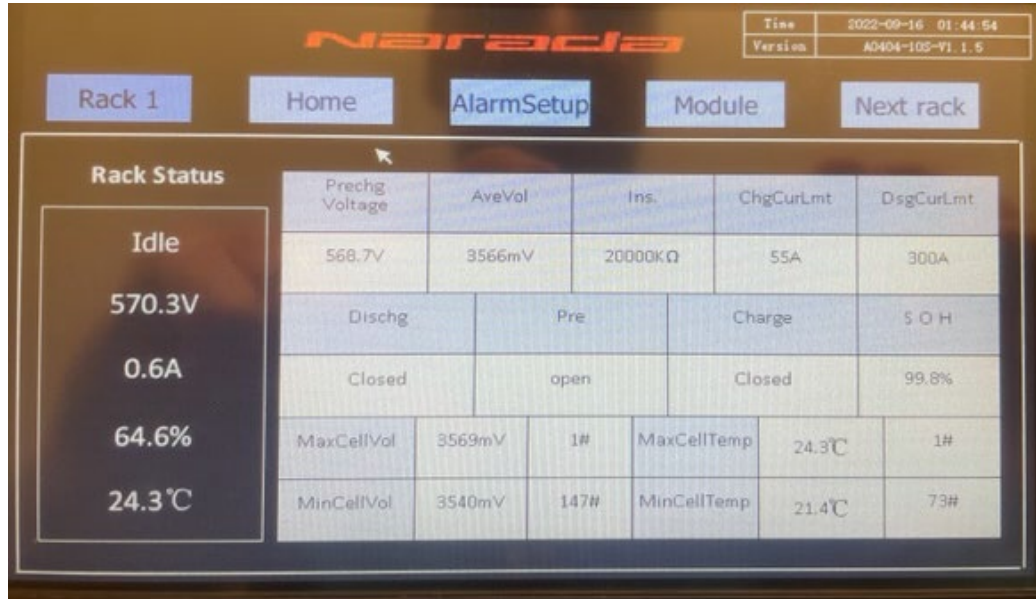 Narada
Time 2022-09-16 01:44:54
Version A0404-10S-V1.1.5
Rack 1 Home AlarmSetup Module Next rack
Rack Status
Idle
570.3V
0.6A
64.6%
24.3℃
Prechg Voltage AveVol Ins. ChgCurLmt DsgCurLmt
568.7V 3566mV 20000KΩ 55A 300A
Dischg Pre Charge S O H
Closed open Closed 99.8%
MaxCellVol 3569mV 1# MaxCellTemp 24.3℃ 1#
MinCellVol 3540mV 147# MinCellTemp 21.4℃ 73#